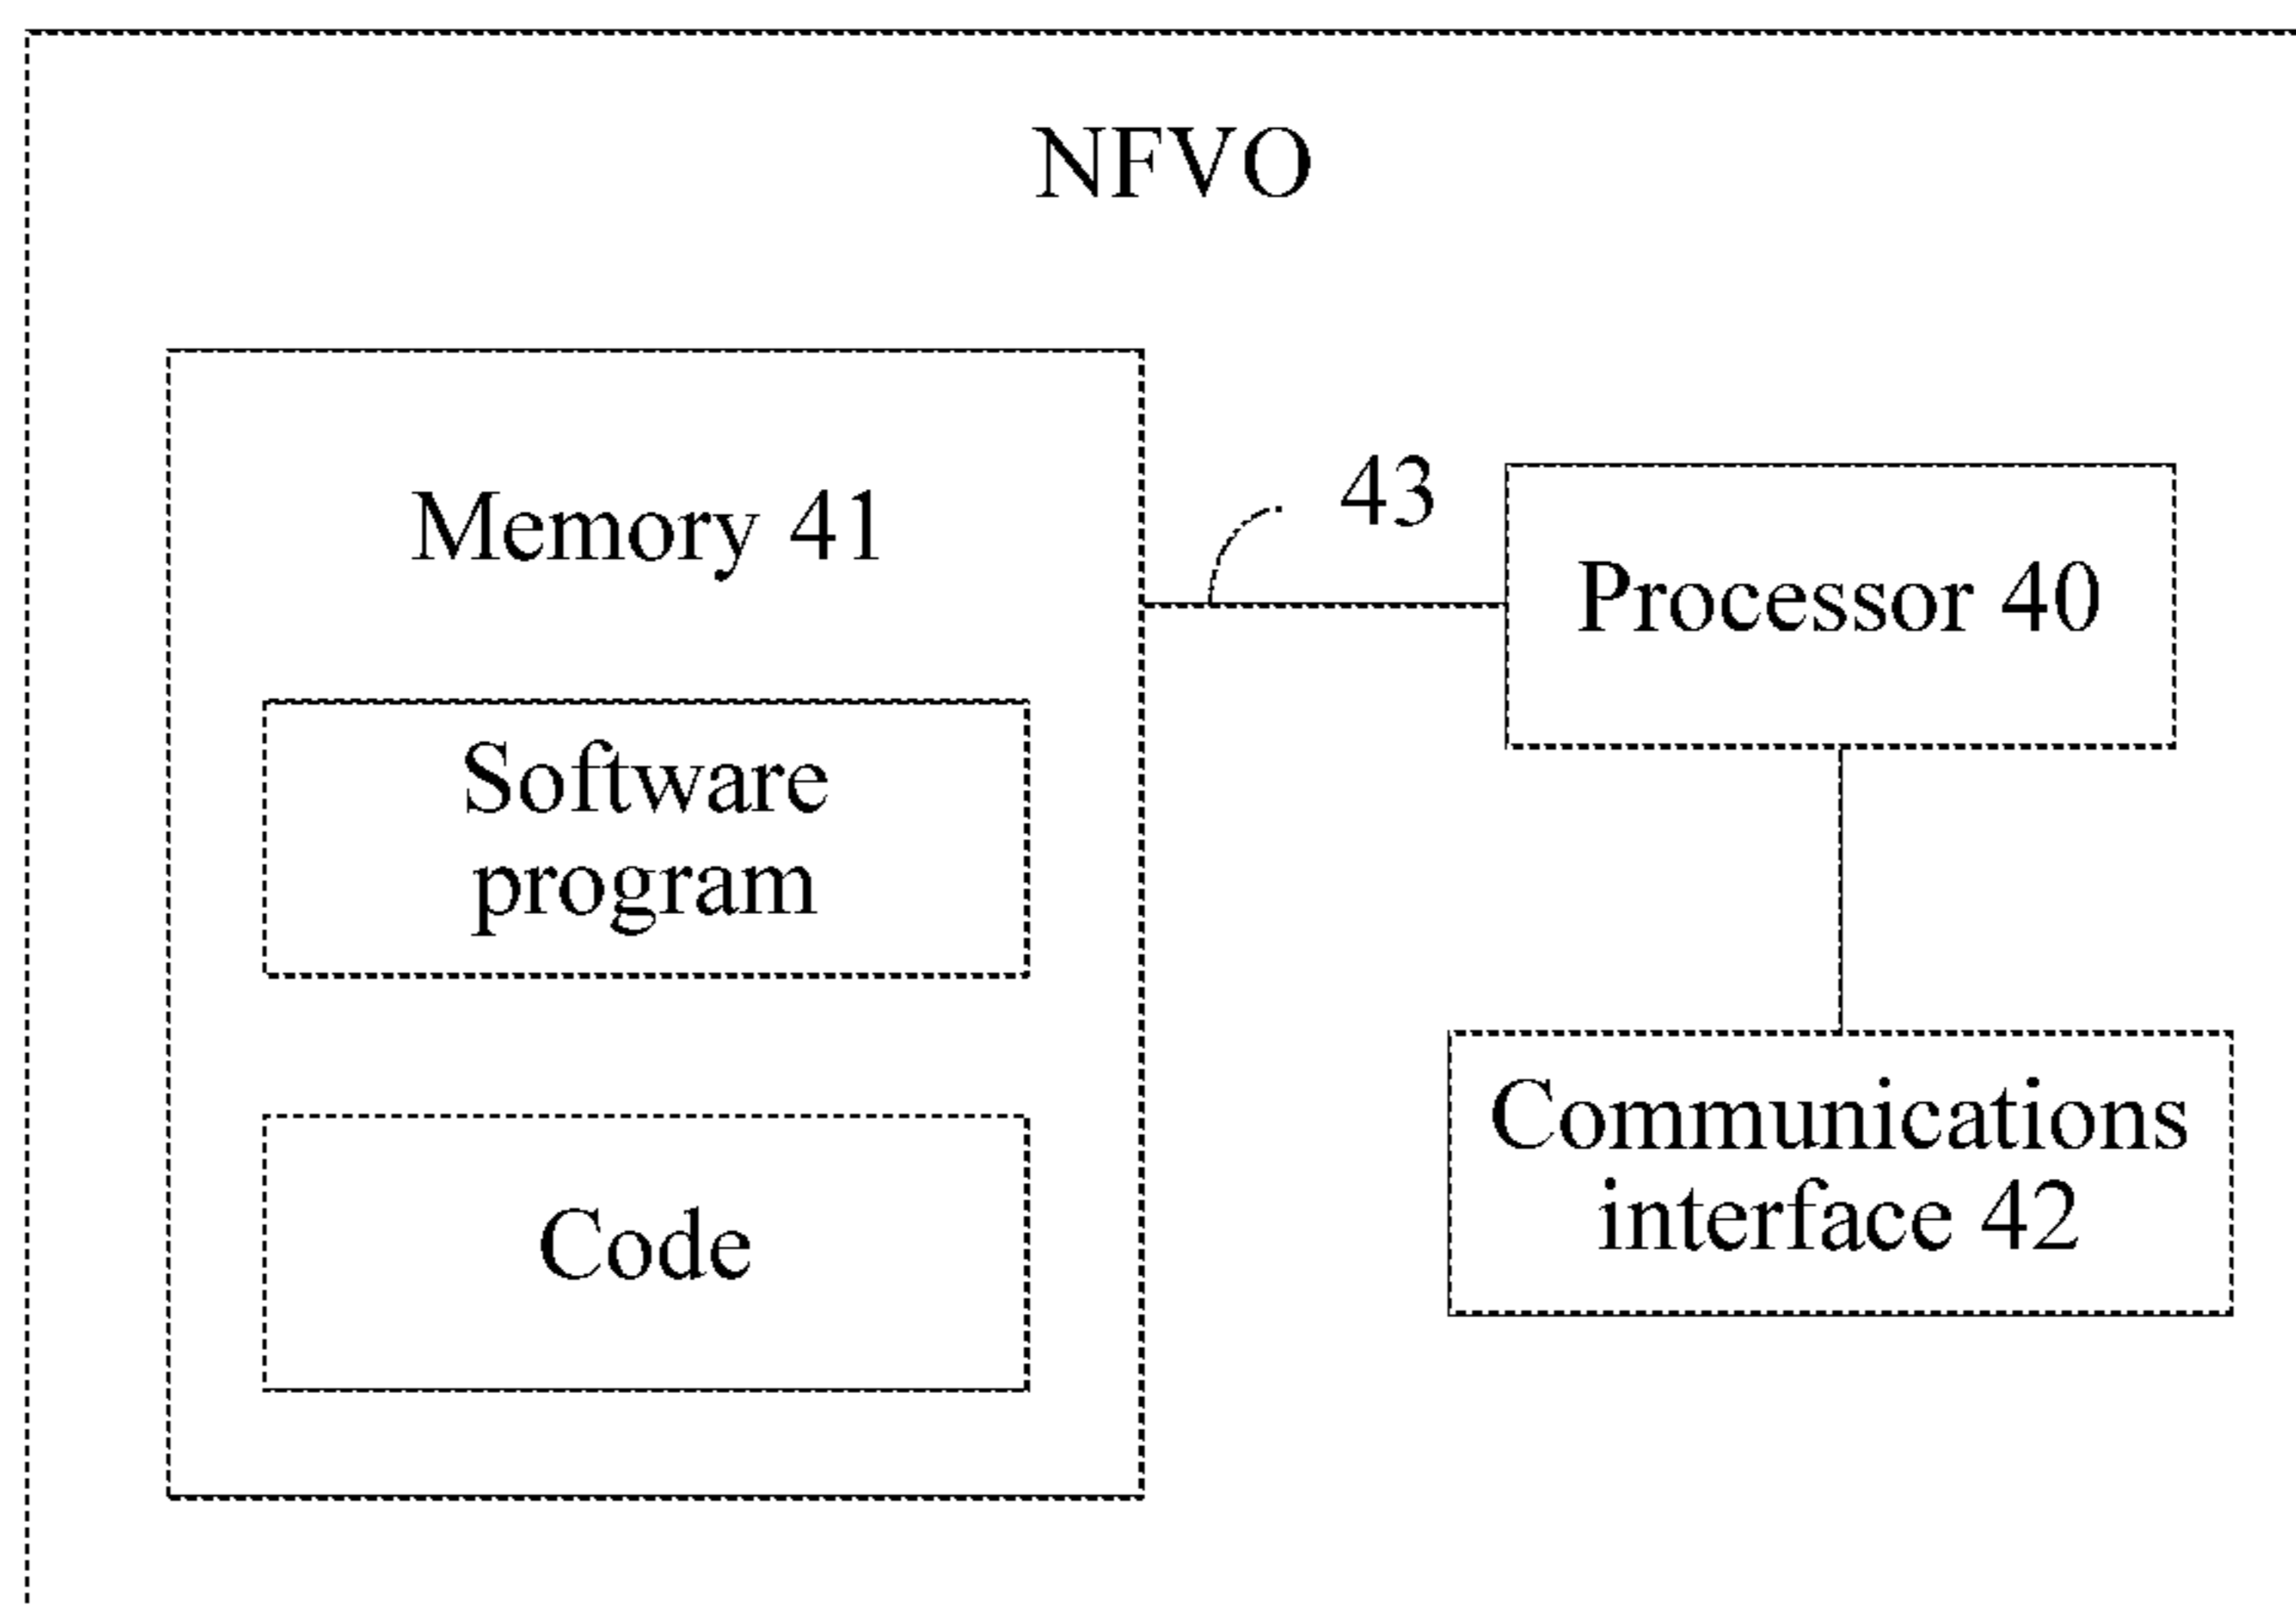 NFVO
Memory 41
43
Processor 40
Software
program
Communications
interface 42
Code